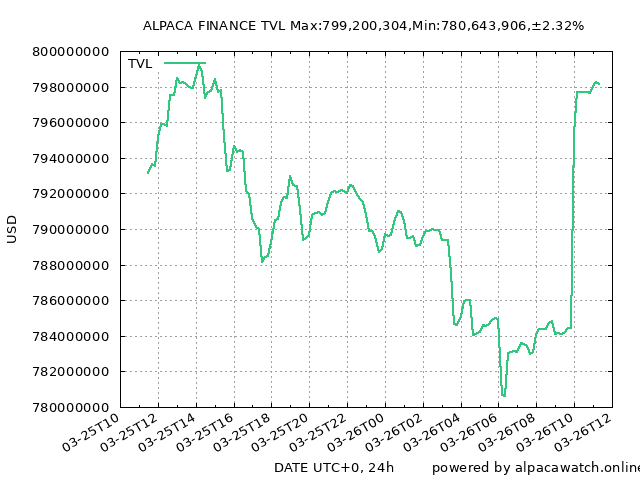 ALPACA FINANCE TVL Max:799,200,304,Min:780,643,906,±2.32%
TVL
800000000
798000000
796000000
794000000
792000000
790000000
788000000
786000000
784000000
782000000
780000000
USD
03-25T10
03-25T12
03-25T14
03-25T16
03-25T18
03-25T20
03-25T22
03-26T00
03-26T02
03-26T04
03-26T06
03-26T08
03-26T10
03-26T12
DATE UTC+0, 24h
powered by alpacawatch.online